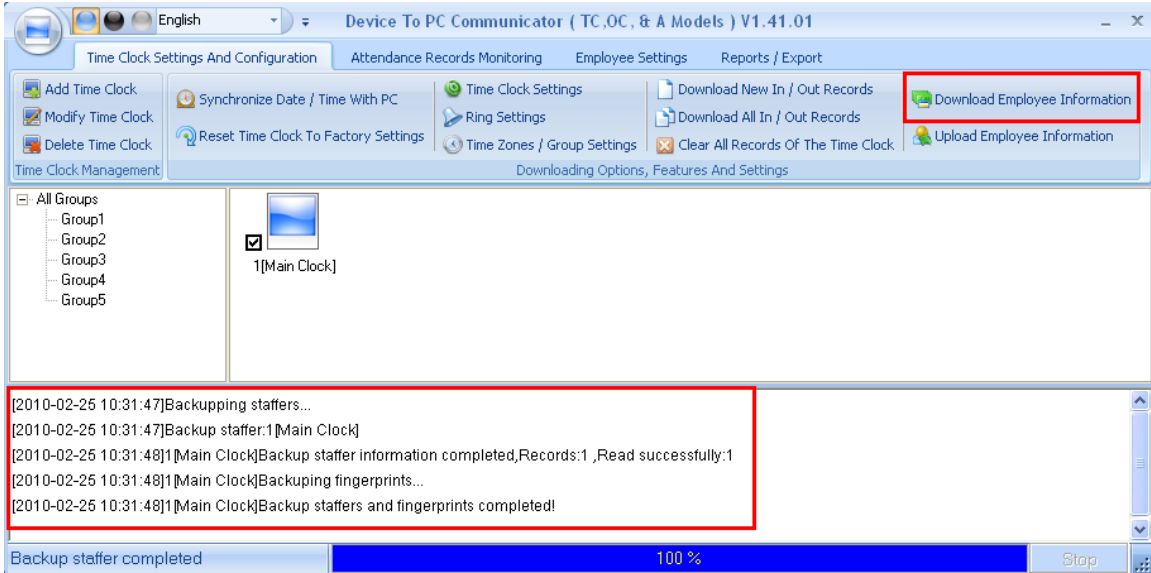 English
Device To PC Communicator ( TC ,OC , & A Models ) V1.41.01
Time Clock Settings And Configuration
Attendance Records Monitoring
Employee Settings
Reports / Export
Add Time Clock
Modify Time Clock
Delete Time Clock
Time Clock Management
Synchronize Date / Time With PC
Reset Time Clock To Factory Settings
Time Clock Settings
Ring Settings
Time Zones / Group Settings
Download New In / Out Records
Download All In / Out Records
Clear All Records Of The Time Clock
Download Employee Information
Upload Employee Information
Downloading Options, Features And Settings
All Groups
Group1
Group2
Group3
Group4
Group5
1[Main Clock]
[2010-02-25 10:31:47]Backupping staffers...
[2010-02-25 10:31:47]Backup staffer:1[Main Clock]
[2010-02-25 10:31:48]1[Main Clock]Backup staffer information completed,Records:1 ,Read successfully:1
[2010-02-25 10:31:48]1[Main Clock]Backuping fingerprints...
[2010-02-25 10:31:48]1[Main Clock]Backup staffers and fingerprints completed!
Backup staffer completed
100 %
Stop